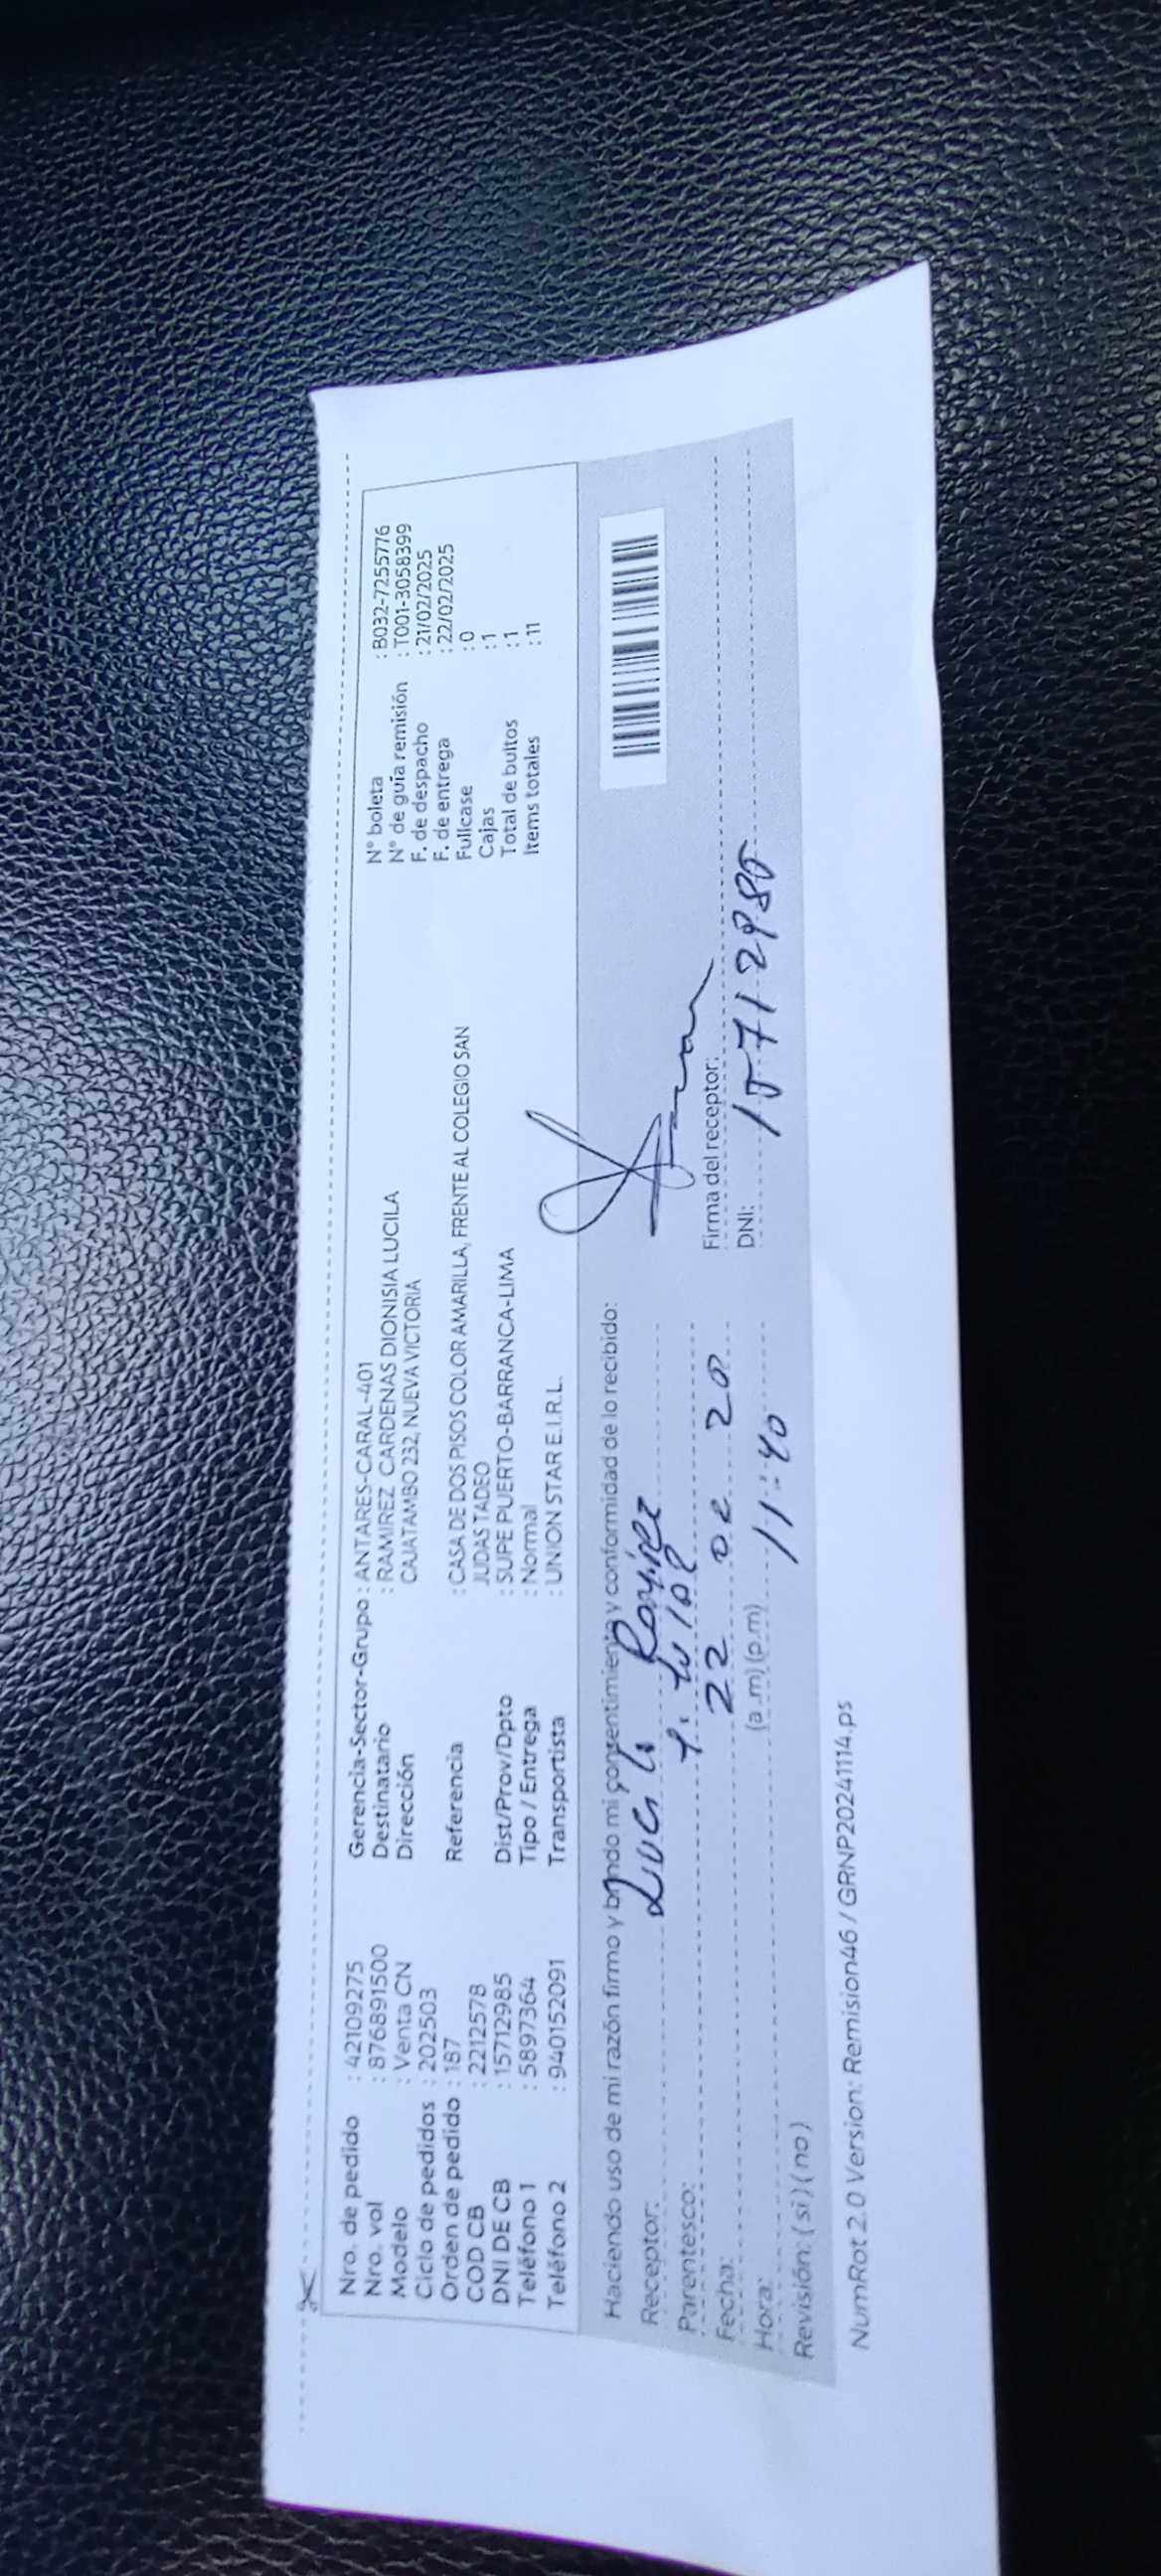 Nro. de pedido : 42109275
Nro. vol : 876891500
Modelo : Venta CN
Ciclo de pedidos : 202503
Orden de pedido : 187
COD CB : 2212578
DNI DE CB : 15712985
Teléfono 1 : 5897364
Teléfono 2 : 940152091
Gerencia-Sector-Grupo : ANTARES-CARAL-401
Destinatario : RAMIREZ CARDENAS DIONISIA LUCILA
Dirección CAJATAMBO 232, NUEVA VICTORIA
Referencia : CASA DE DOS PISOS COLOR AMARILLA, FRENTE AL COLEGIO SAN
JUDAS TADEO
Dist/Prov/Dpto : SUPE PUERTO-BARRANCA-LIMA
Tipo / Entrega : Normal
Transportista : UNION STAR E.I.R.L.
N° boleta : B032-7255776
N° de guía remisión : T001-3058399
F. de despacho : 21/02/2025
F. de entrega : 22/02/2025
Fullcase : 0
Cajas : 1
Total de bultos : 1
Items totales : 11
Haciendo uso de mi razón firmo y brindo mi consentimiento y conformidad de lo recibido:
Receptor:
Parentesco: titular
Fecha: 22 02 20
Hora: (a.m) (p.m) 11:40
Revisión: ( si ) ( no )
Firma del receptor:
DNI: 15712985
NumRot 2.0 Version: Remision46 / GRNP20241114.ps